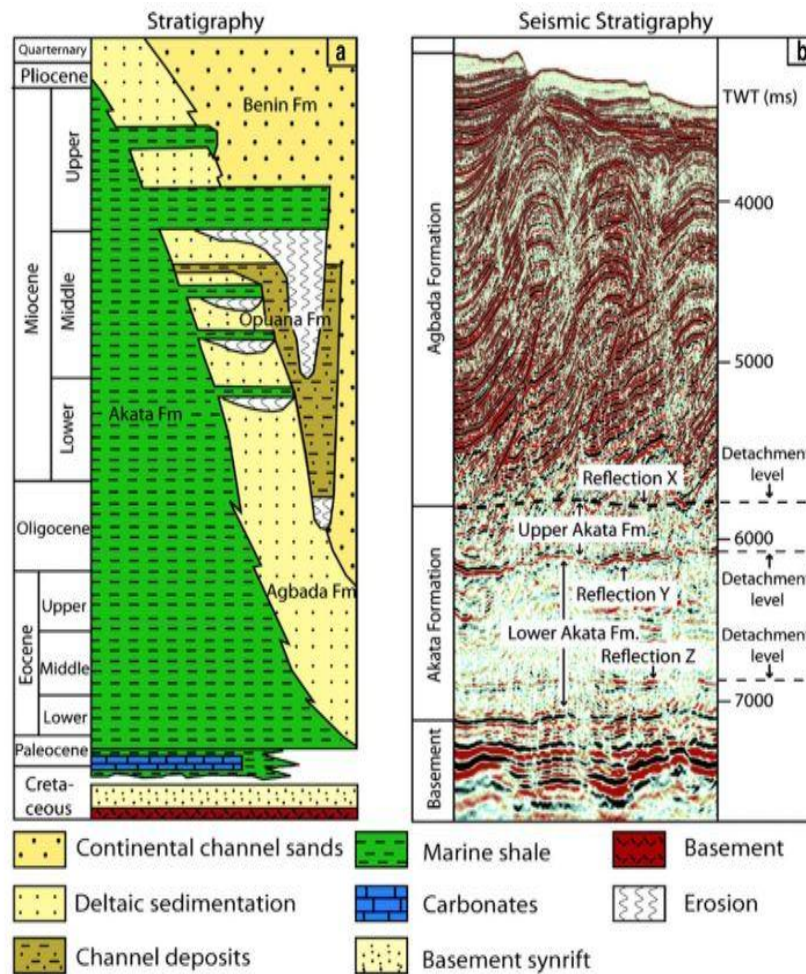 Stratigraphy
a
Quarternary
Pliocene
Miocene
Upper
Middle
Lower
Oligocene
Eocene
Upper
Middle
Lower
Paleocene
Creta-
ceous
Benin Fm
Opuana Fm
Akata Fm
Agbada Fm
Seismic Stratigraphy
b
TWT (ms)
4000
5000
6000
7000
Agbada Formation
Akata Formation
Basement
Reflection X
Detachment
level
Upper Akata Fm.
Reflection Y
Detachment
level
Lower Akata Fm.
Reflection Z
Detachment
level
Continental channel sands
Marine shale
Basement
Deltaic sedimentation
Carbonates
Erosion
Channel deposits
Basement synrift